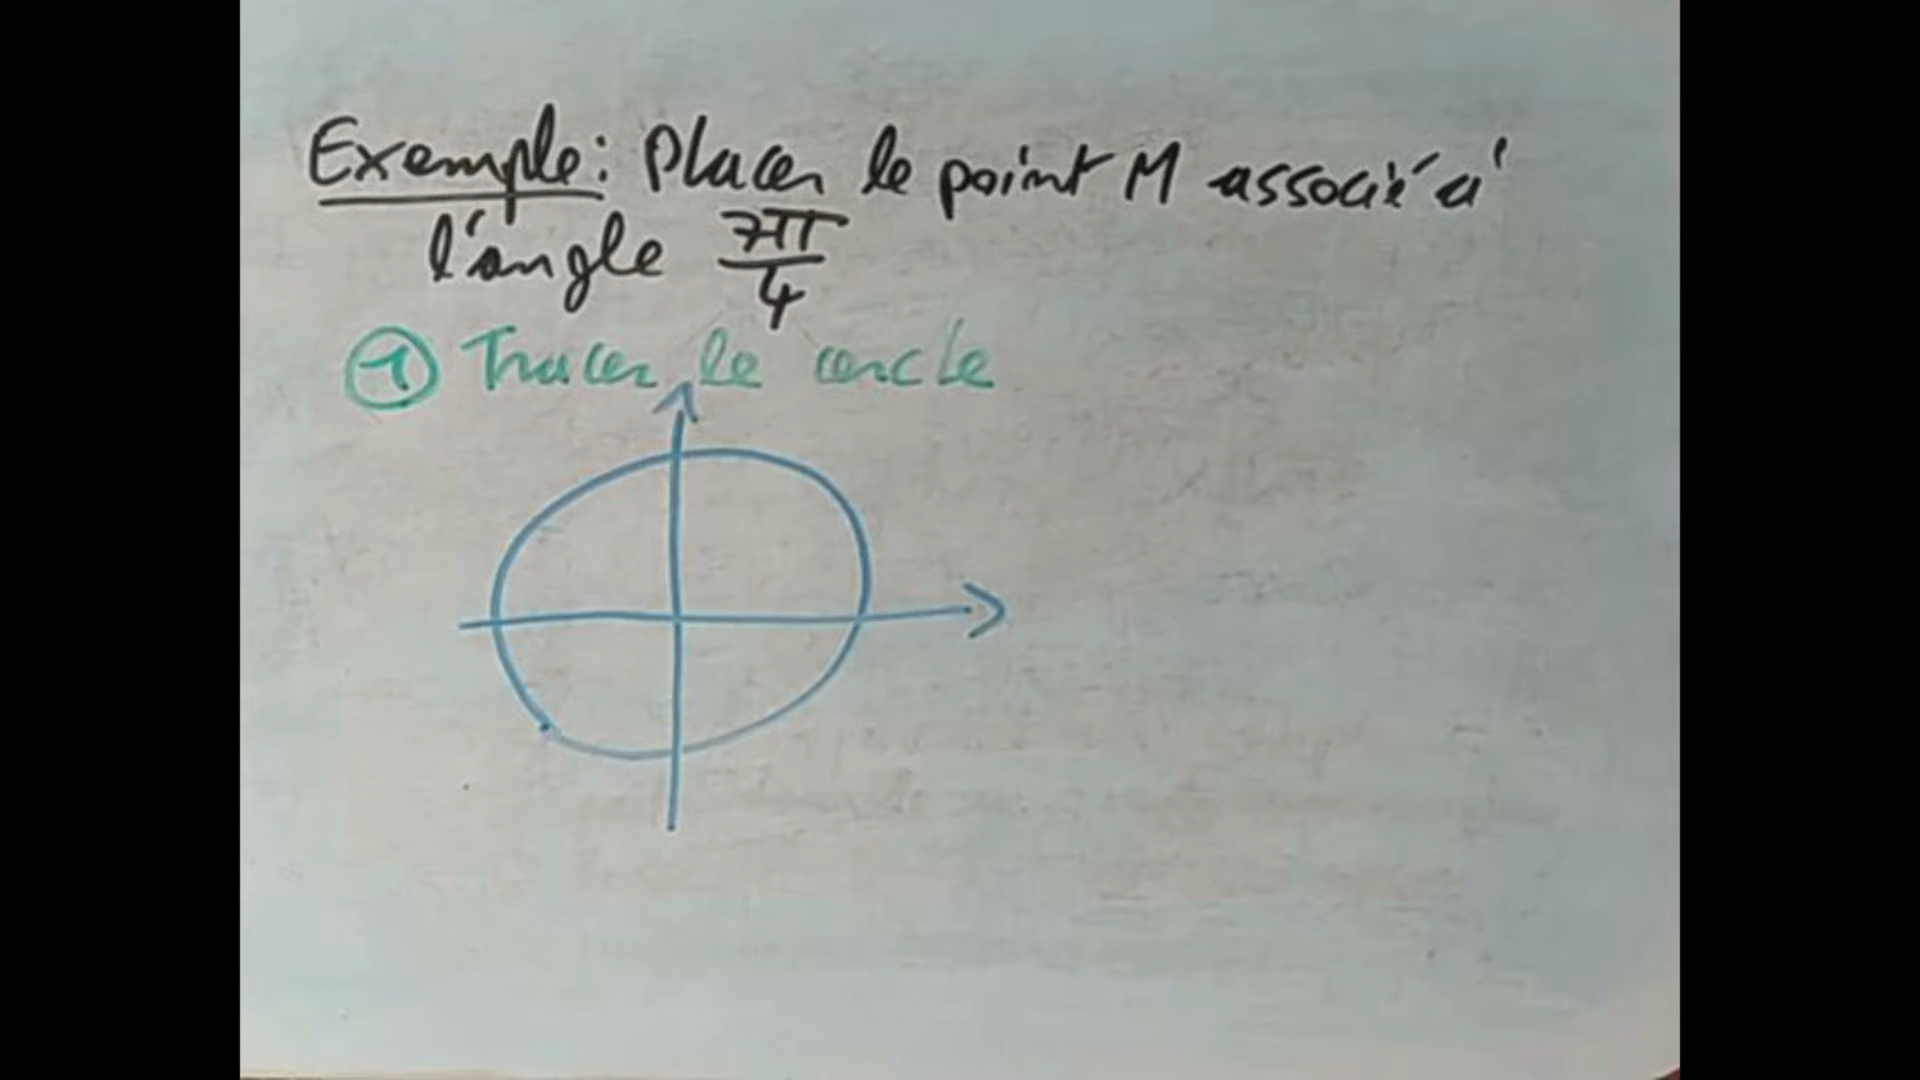 Exemple: Placer le point M associé à
l'angle 7π/4
① Tracer le cercle